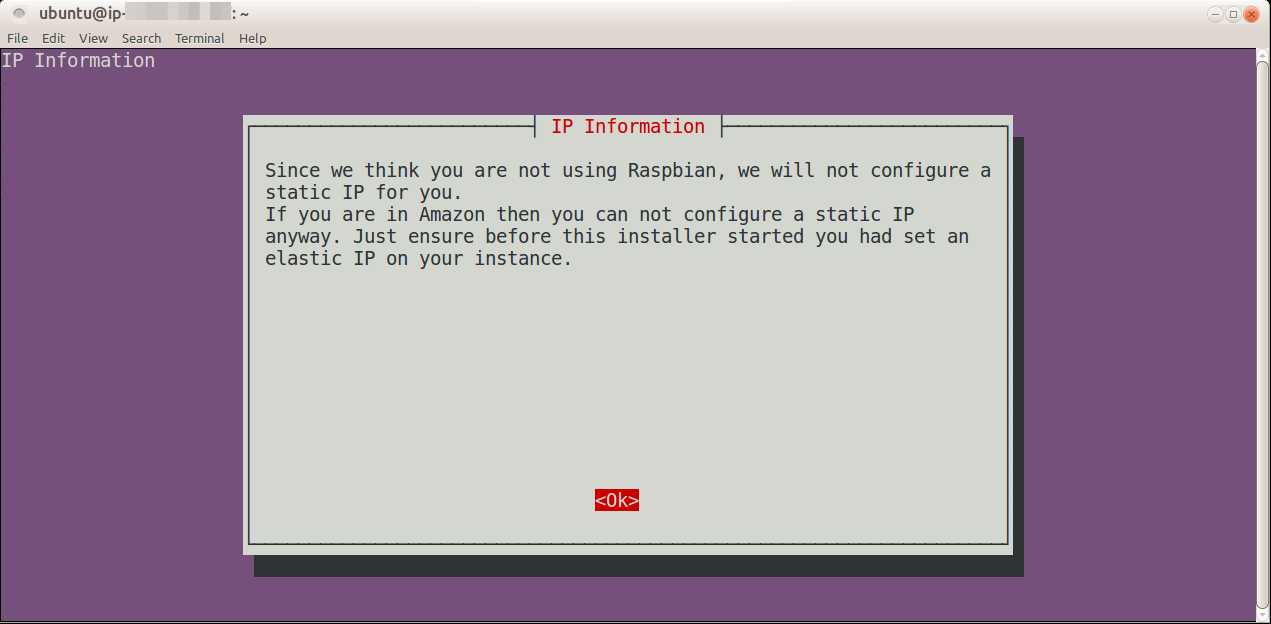 ubuntu@ip- : ~
File Edit View Search Terminal Help
IP Information
IP Information
Since we think you are not using Raspbian, we will not configure a
static IP for you.
If you are in Amazon then you can not configure a static IP
anyway. Just ensure before this installer started you had set an
elastic IP on your instance.
<Ok>